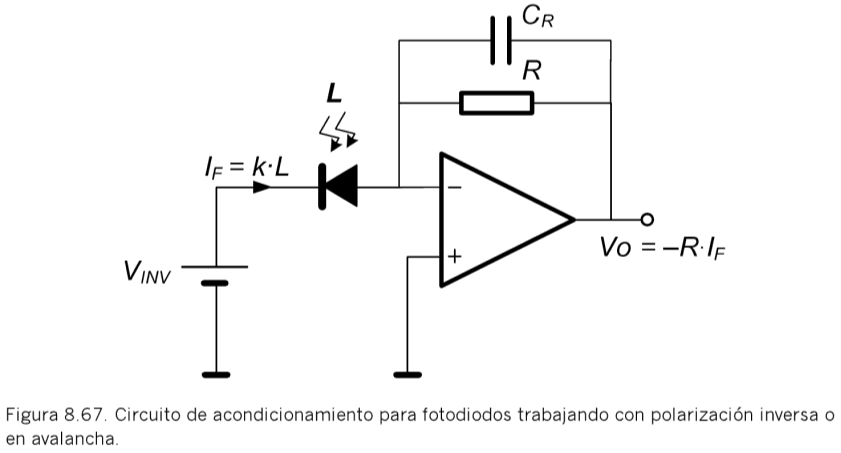 C_R
R
L
I_F = k·L
−
+
Vo = −R·I_F
V_INV
Figura 8.67. Circuito de acondicionamiento para fotodiodos trabajando con polarización inversa o
en avalancha.